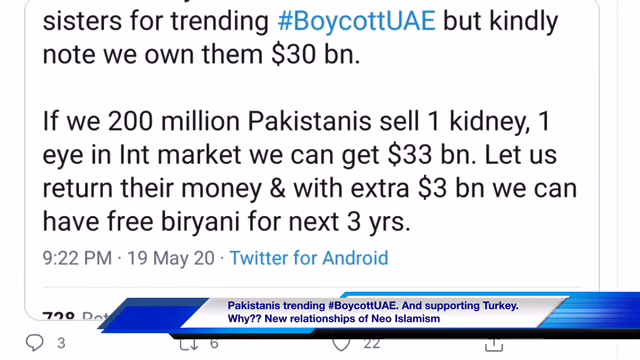 sisters for trending #BoycottUAE but kindly
note we own them $30 bn.
If we 200 million Pakistanis sell 1 kidney, 1
eye in Int market we can get $33 bn. Let us
return their money & with extra $3 bn we can
have free biryani for next 3 yrs.
9:22 PM · 19 May 20 · Twitter for Android
Pakistanis trending #BoycottUAE. And supporting Turkey.
Why?? New relationships of Neo Islamism
3 6 22